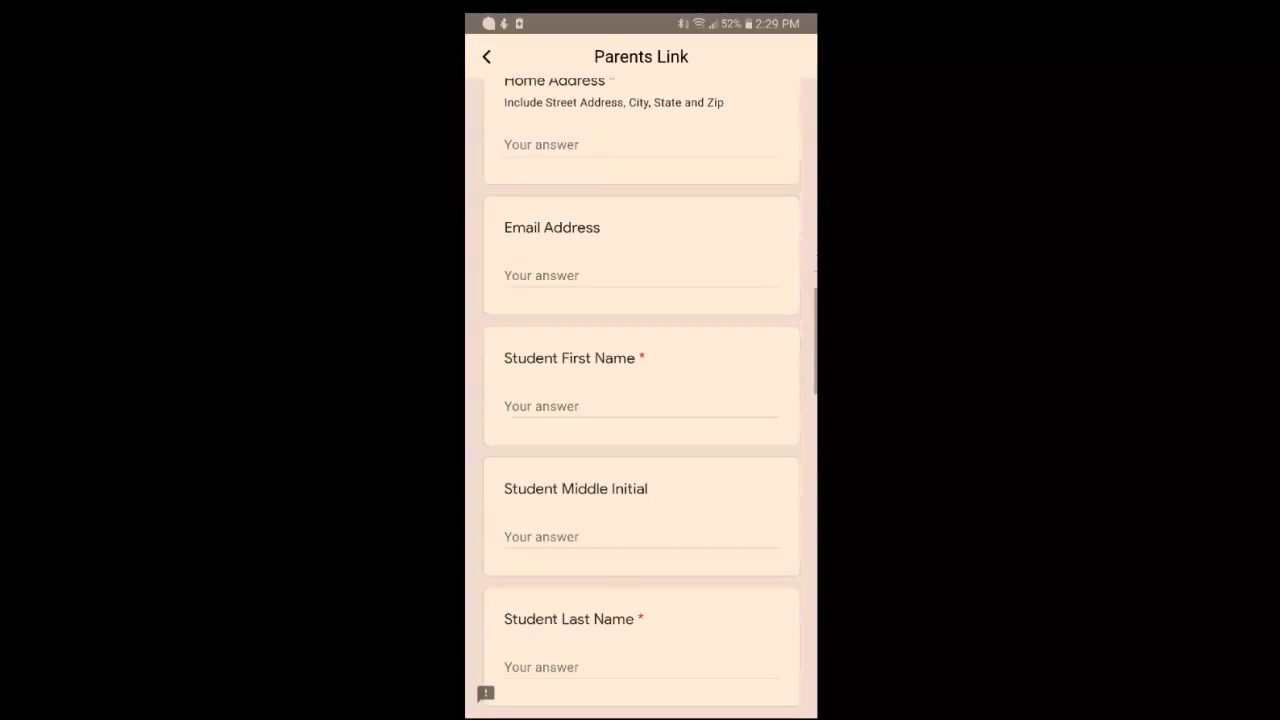 52% 2:29 PM
Parents Link
Home Address *
Include Street Address, City, State and Zip
Your answer
Email Address
Your answer
Student First Name *
Your answer
Student Middle Initial
Your answer
Student Last Name *
Your answer